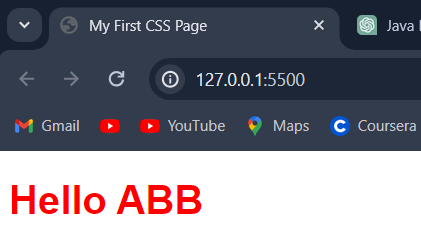 My First CSS Page
Java
127.0.0.1:5500
Gmail
YouTube
Maps
Coursera
Hello ABB